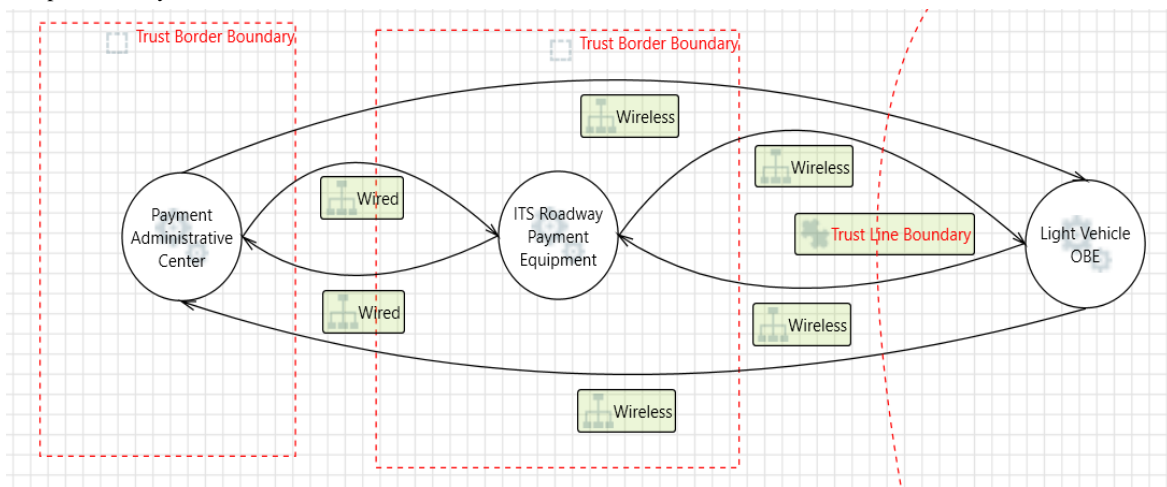 Trust Border Boundary
Trust Border Boundary
Wireless
Wireless
Wired
Payment
Administrative
Center
ITS Roadway
Payment
Equipment
Trust Line Boundary
Light Vehicle
OBE
Wired
Wireless
Wireless